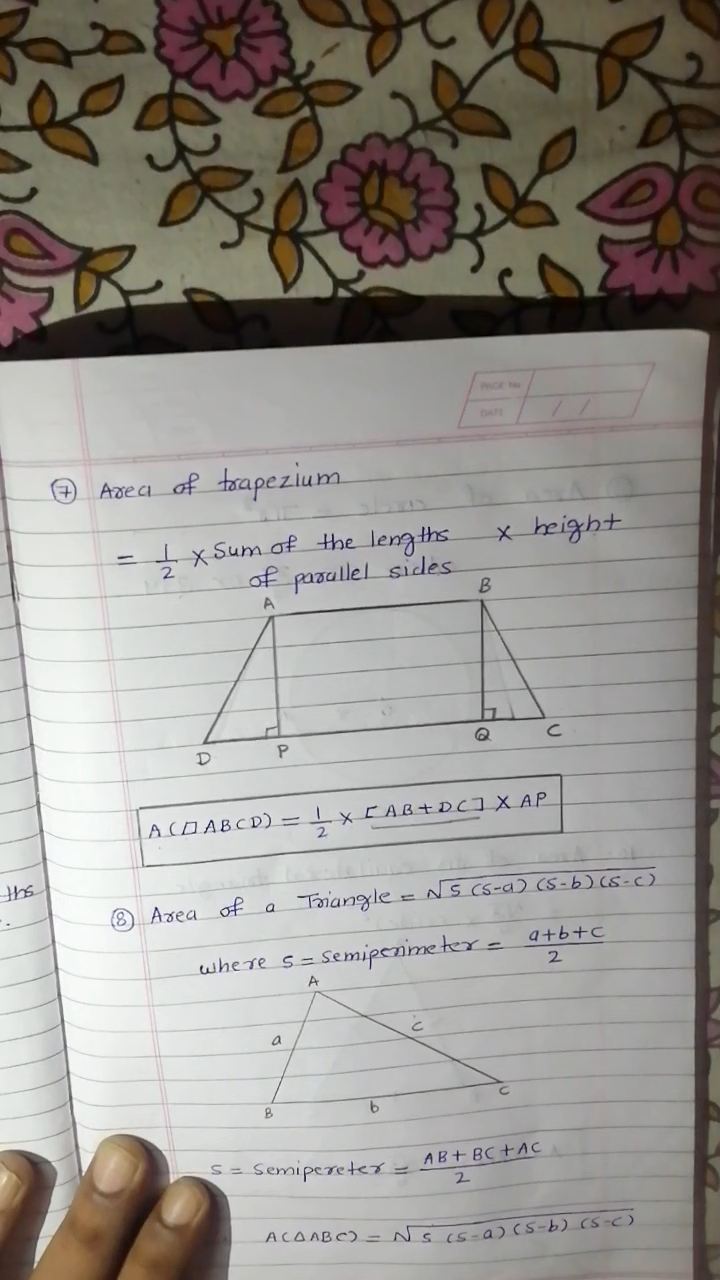 PAGE No
DATE / /
⑦ Area of trapezium
= 1/2 × Sum of the lengths × height
of parallel sides
A B
D P Q C
A(□ABCD) = 1/2 × [AB+DC] × AP
ths
.
⑧ Area of a Triangle = √s(s-a)(s-b)(s-c)
where s = semiperimeter = a+b+c/2
A
a c
B b C
s = semipereter = AB+BC+AC/2
A(△ABC) = √s(s-a)(s-b)(s-c)